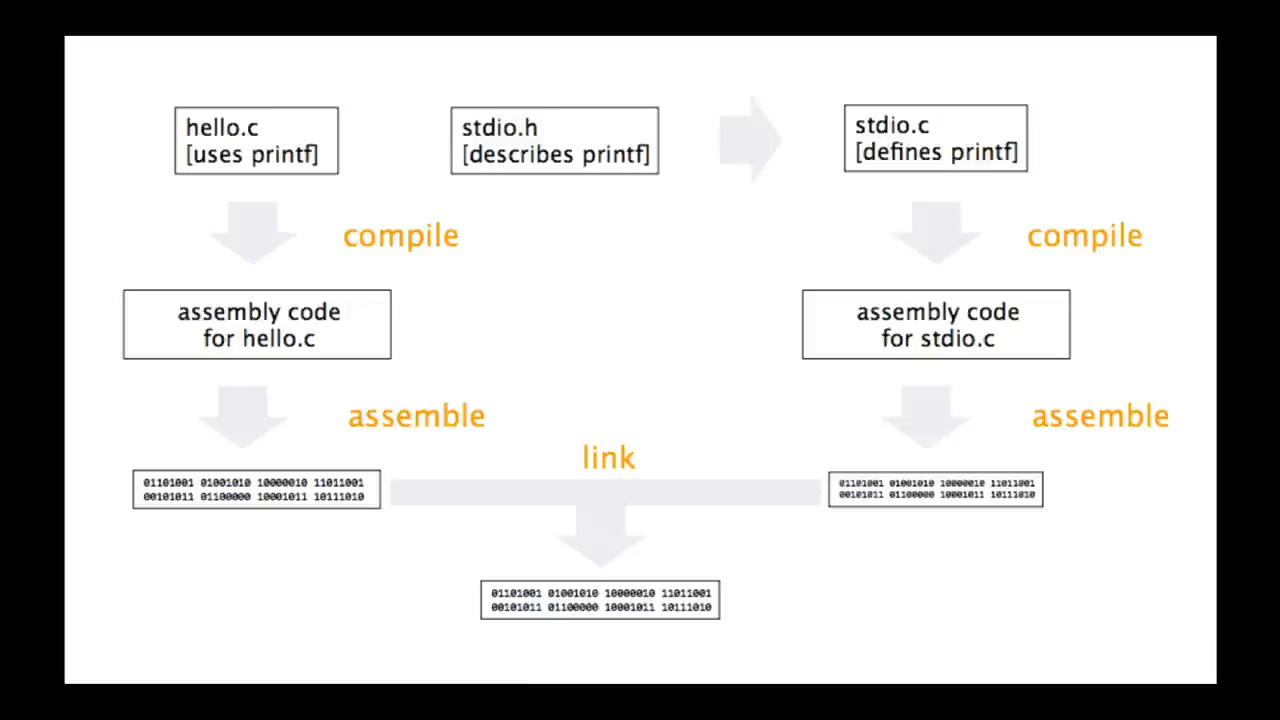 hello.c
[uses printf]
stdio.h
[describes printf]
stdio.c
[defines printf]
compile
compile
assembly code
for hello.c
assembly code
for stdio.c
assemble
assemble
link
01101001 01001010 10000010 11011001
00101011 01100000 10001011 10111010
01101001 01001010 10000010 11011001
00101011 01100000 10001011 10111010
01101001 01001010 10000010 11011001
00101011 01100000 10001011 10111010